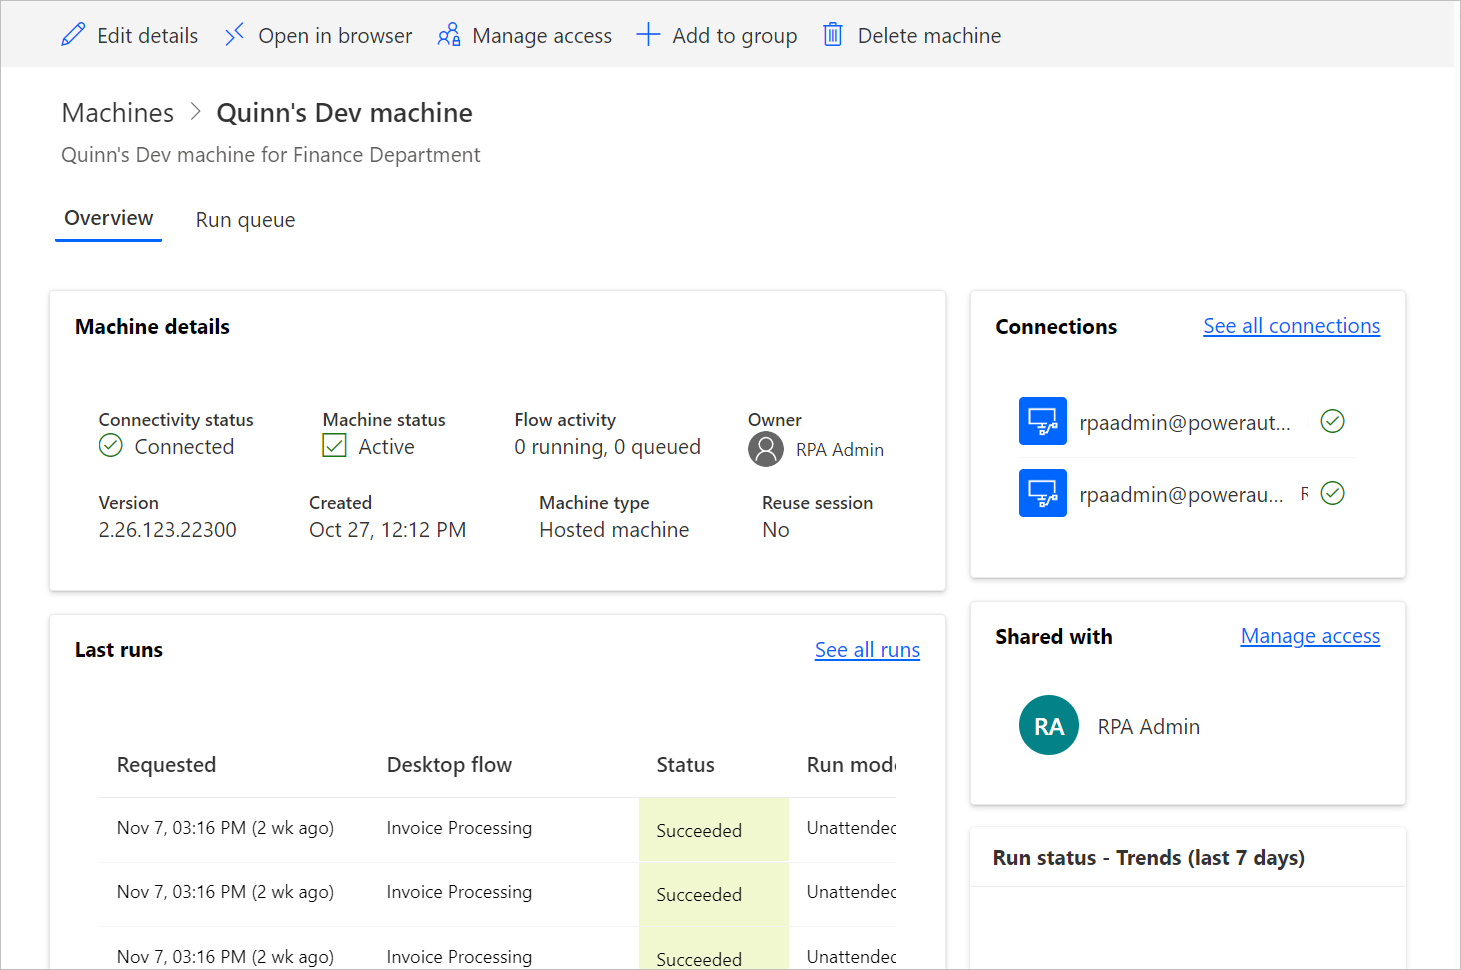 Edit details Open in browser Manage access Add to group Delete machine
Machines > Quinn's Dev machine
Quinn's Dev machine for Finance Department
Overview Run queue
Machine details
Connectivity status Machine status Flow activity Owner
Connected Active 0 running, 0 queued RPA Admin
Version Created Machine type Reuse session
2.26.123.22300 Oct 27, 12:12 PM Hosted machine No
Connections See all connections
rpaadmin@poweraut...
rpaadmin@powerau... R
Last runs See all runs
Requested Desktop flow Status Run mode
Nov 7, 03:16 PM (2 wk ago) Invoice Processing Succeeded Unattended
Nov 7, 03:16 PM (2 wk ago) Invoice Processing Succeeded Unattended
Nov 7, 03:16 PM (2 wk ago) Invoice Processing Succeeded Unattended
Shared with Manage access
RA RPA Admin
Run status - Trends (last 7 days)